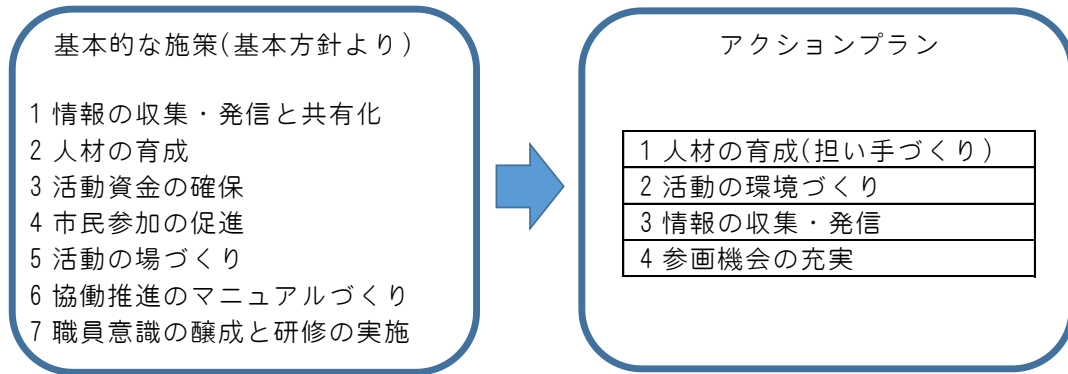 基本的な施策(基本方針より)
1 情報の収集・発信と共有化
2 人材の育成
3 活動資金の確保
4 市民参加の促進
5 活動の場づくり
6 協働推進のマニュアルづくり
7 職員意識の醸成と研修の実施
アクションプラン
1 人材の育成(担い手づくり)
2 活動の環境づくり
3 情報の収集・発信
4 参画機会の充実